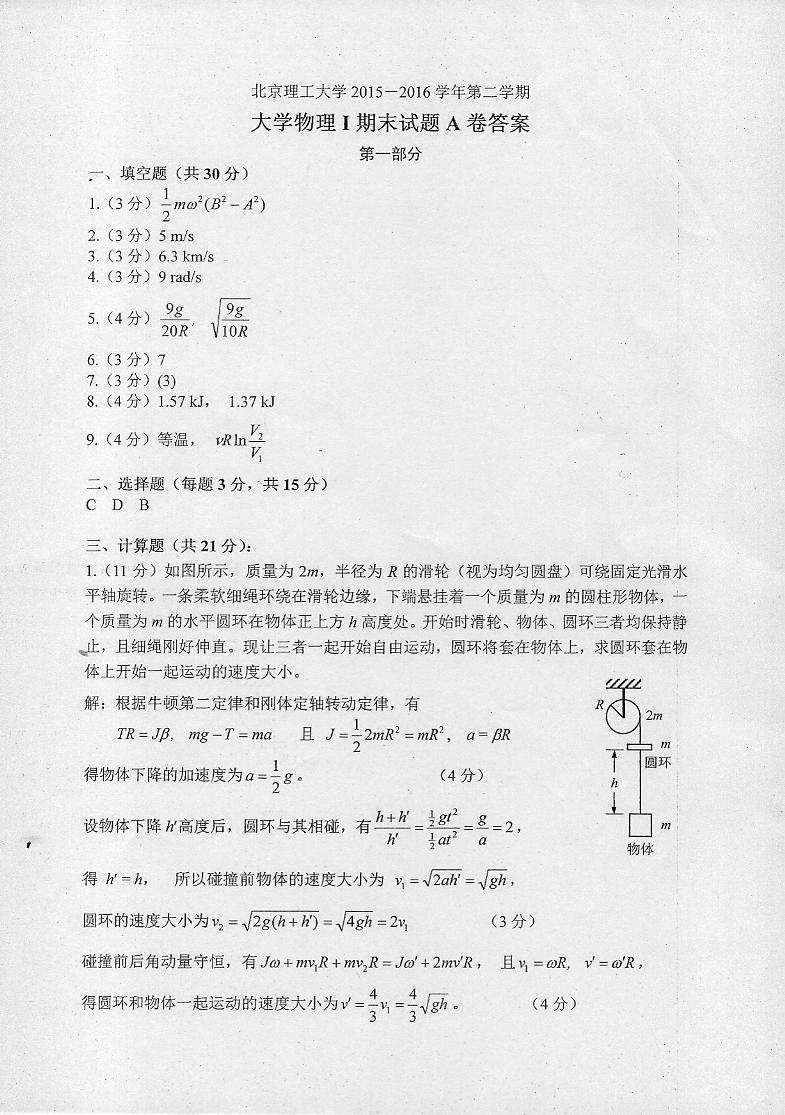 北京理工大学 2015－2016 学年第二学期
大学物理 I 期末试题 A 卷答案
第一部分
一、填空题（共 30 分）
1.（3 分）$\frac{1}{2}m\omega^2(B^2-A^2)$
2.（3 分）5 m/s
3.（3 分）6.3 km/s
4.（3 分）9 rad/s
5.（4 分）$\frac{9g}{20R}$, $\sqrt{\frac{9g}{10R}}$
6.（3 分）7
7.（3 分）(3)
8.（4 分）1.57 kJ， 1.37 kJ
9.（4 分）等温， $\nu R\ln\frac{V_2}{V_1}$
二、选择题（每题 3 分，共 15 分）
C D B
三、计算题（共 21 分）：
1.（11 分）如图所示，质量为 2m，半径为 R 的滑轮（视为均匀圆盘）可绕固定光滑水
平轴旋转。一条柔软细绳环绕在滑轮边缘，下端悬挂着一个质量为 m 的圆柱形物体，一
个质量为 m 的水平圆环在物体正上方 h 高度处。开始时滑轮、物体、圆环三者均保持静
止，且细绳刚好伸直。现让三者一起开始自由运动，圆环将套在物体上，求圆环套在物
体上开始一起运动的速度大小。
解：根据牛顿第二定律和刚体定轴转动定律，有
$TR=J\beta$, $mg-T=ma$ 且 $J=\frac{1}{2}2mR^2=mR^2$, $a=\beta R$
得物体下降的加速度为$a=\frac{1}{2}g$。 （4 分）
设物体下降 h′高度后，圆环与其相碰，有$\frac{h+h'}{h'}=\frac{\frac{1}{2}gt^2}{\frac{1}{2}at^2}=\frac{g}{a}=2$，
得 h′ = h， 所以碰撞前物体的速度大小为 $v_1=\sqrt{2ah'}=\sqrt{gh}$，
圆环的速度大小为$v_2=\sqrt{2g(h+h')}=\sqrt{4gh}=2v_1$ （3 分）
碰撞前后角动量守恒，有$J\omega+mv_1R+mv_2R=J\omega'+2mv'R$， 且$v_1=\omega R$, $v'=\omega'R$，
得圆环和物体一起运动的速度大小为$v'=\frac{4}{3}v_1=\frac{4}{3}\sqrt{gh}$。 （4 分）
R
2m
m
圆环
h
m
物体